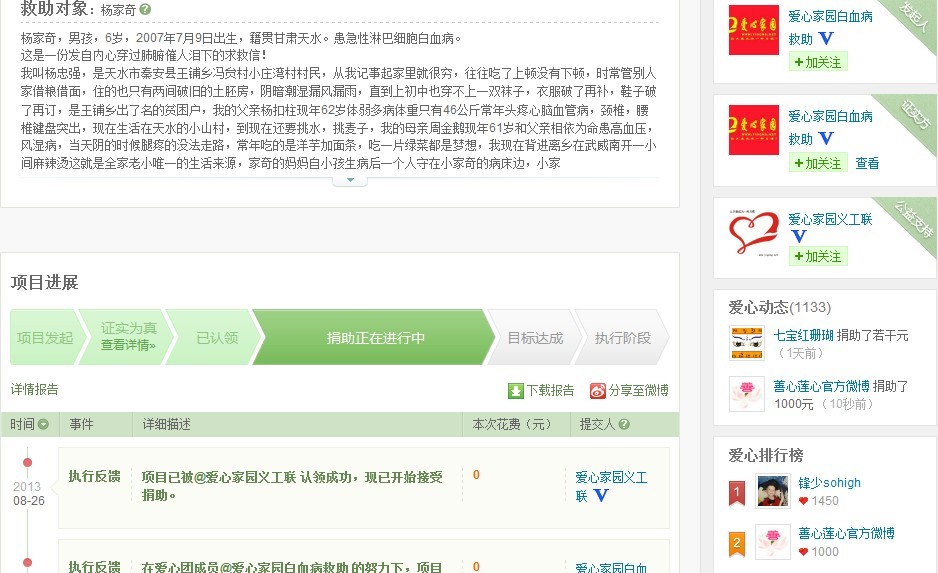 救助对象：杨家奇
杨家奇，男孩，6岁，2007年7月9日出生，籍贯甘肃天水。患急性淋巴细胞白血病。
这是一份发自内心穿过肺腑催人泪下的求救信！
我叫杨忠强，是天水市秦安县王铺乡冯贠村小庄湾村村民，从我记事起家里就很穷，往往吃了上顿没有下顿，时常管别人
家借粮借面，住的也只有两间破旧的土胚房，阴暗潮湿漏风漏雨，直到上初中也穿不上一双袜子，衣服破了再补，鞋子破
了再订，是王铺乡出了名的贫困户，我的父亲杨扣柱现年62岁体弱多病体重只有46公斤常年头疼心脑血管病，颈椎，腰
椎键盘突出，现在生活在天水的小山村，到现在还要挑水，挑麦子，我的母亲周金鹅现年61岁和父亲相依为命患高血压，
风湿病，当天阴的时候腿疼的没法走路，常年吃的是洋芋加面条，吃一片绿菜都是梦想，我现在背进离乡在武威南开一小
间麻辣烫这就是全家老小唯一的生活来源，家奇的妈妈自小孩生病后一个人守在小家奇的病床边，小家
项目进展
项目发起
证实为真
查看详情»
已认领
捐助正在进行中
目标达成
执行阶段
详情报告
下载报告
分享至微博
时间 事件 详细描述 本次花费（元） 提交人
2013
08-26
执行反馈
项目已被@爱心家园义工联 认领成功，现已开始接受
捐助。
0
爱心家园义工
联 V
执行反馈
在爱心团成员@爱心家园白血病救助 的努力下，项目
0
爱心家园白血
爱心家园白血病
救助 V
+加关注
发起人
爱心家园白血病
救助 V
+加关注 查看
证实方
爱心家园义工联
V
+加关注
公益支持
爱心动态(1133)
七宝红珊瑚 捐助了若干元
（1天前）
善心莲心官方微博 捐助了
1000元 （10秒前）
爱心排行榜
1
锋少sohigh
1450
2
善心莲心官方微博
1000